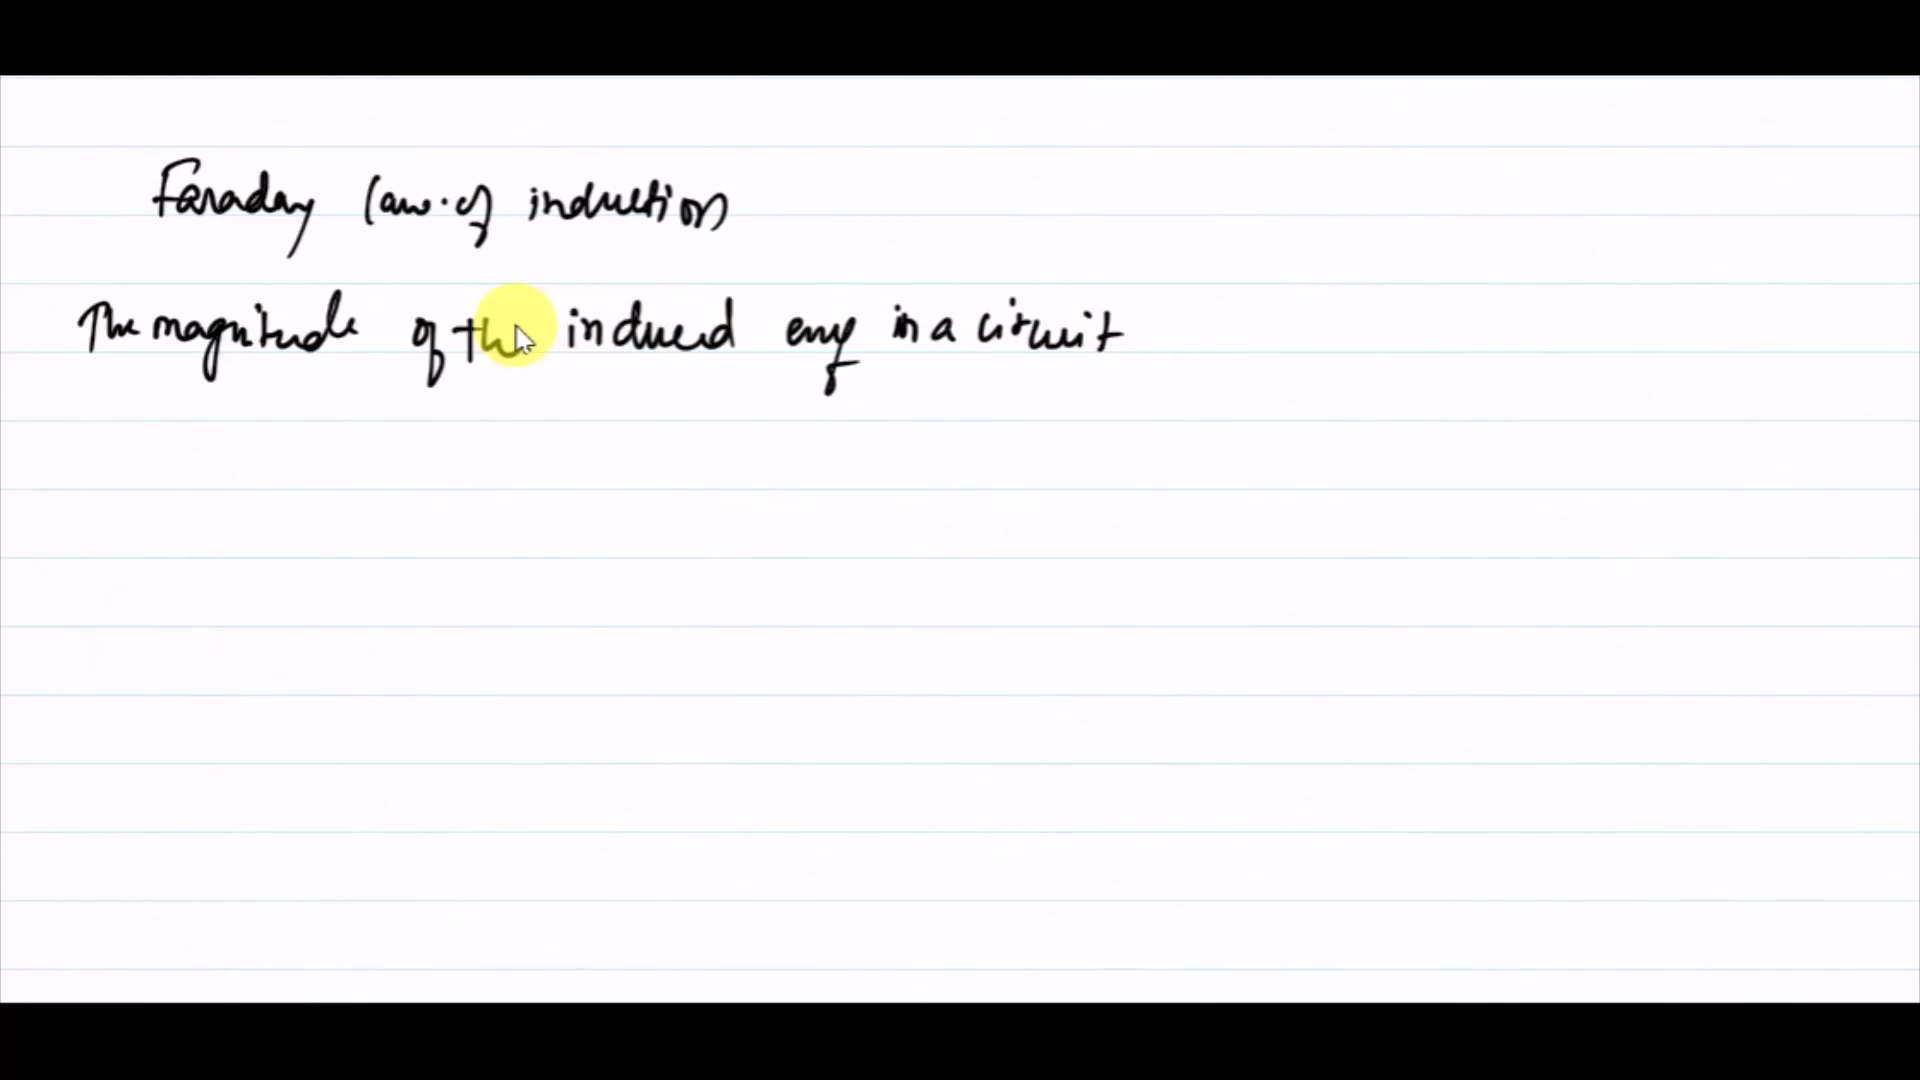 Faraday law of induction
The magnitude of the induced emf in a circuit